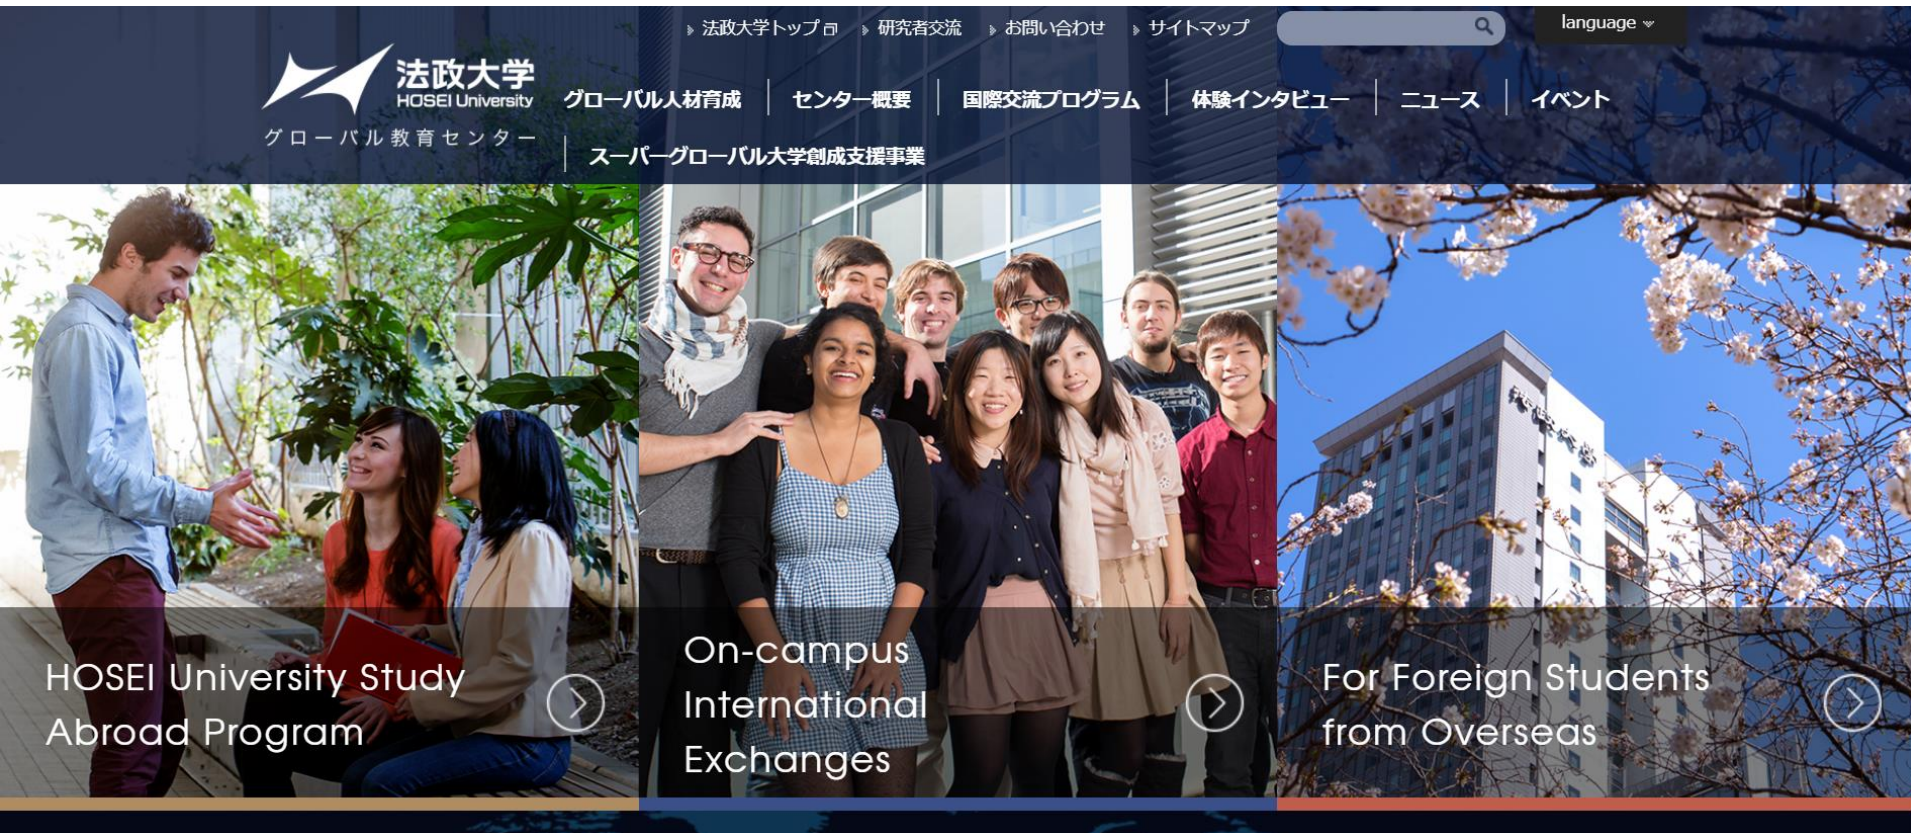 法政大学トップ
研究者交流
お問い合わせ
サイトマップ
language
法政大学
HOSEI University
グローバル教育センター
グローバル人材育成
センター概要
国際交流プログラム
体験インタビュー
ニュース
イベント
スーパーグローバル大学創成支援事業
法政大学
HOSEI University Study
Abroad Program
On-campus
International
Exchanges
For Foreign Students
from Overseas